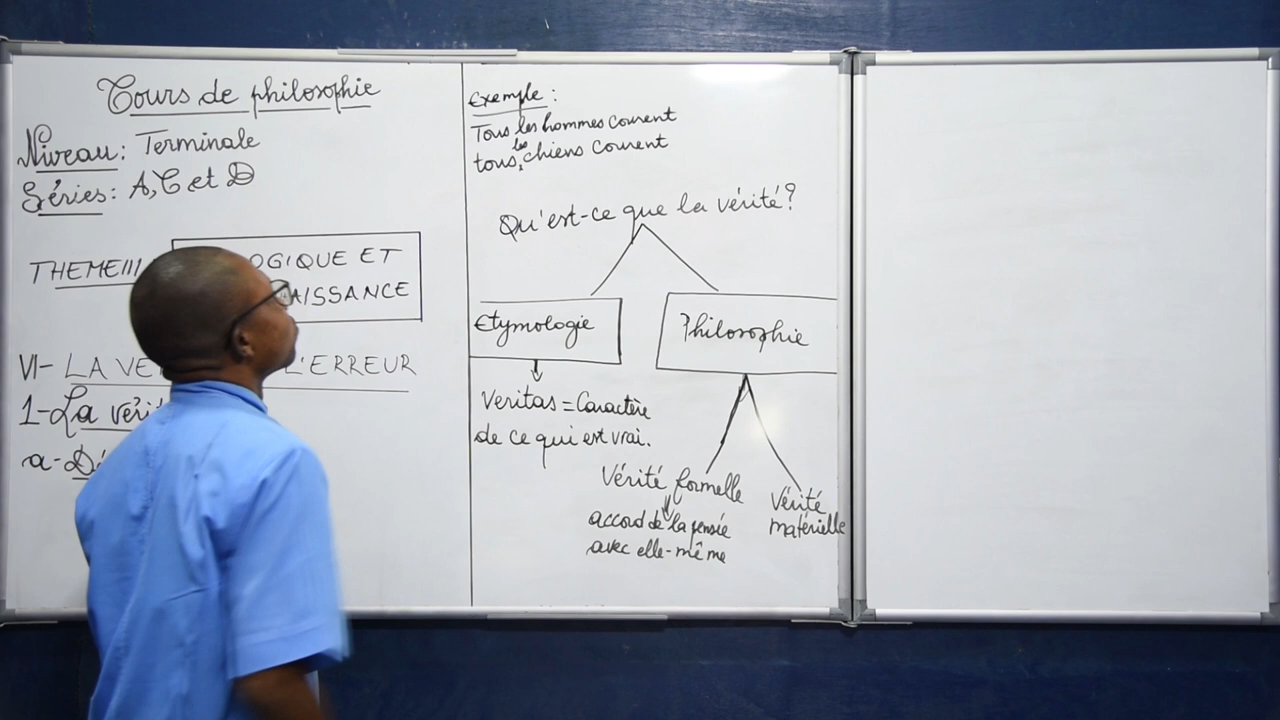 Cours de philosophie
Niveau: Terminale
Séries: A, C et D
THEME III
OGIQUE ET
AISSANCE
VI- LA VE L'ERREUR
1- La vérit
a- Dé
Exemple:
Tous les hommes courent
tous les chiens courent
Qu'est-ce que la vérité?
Etymologie
Philosophie
Veritas = Caractère
de ce qui est vrai.
Vérité formelle
accord de la pensée
avec elle-même
Vérité
matérielle